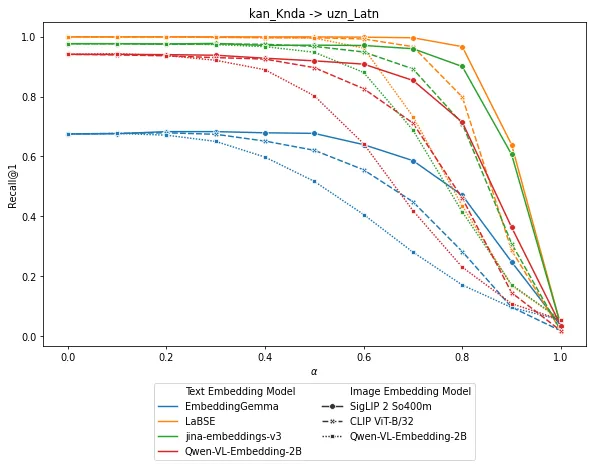 kan_Knda -> uzn_Latn
Recall@1
1.0
0.8
0.6
0.4
0.2
0.0
0.0 0.2 0.4 0.6 0.8 1.0
α
Text Embedding Model Image Embedding Model
EmbeddingGemma SigLIP 2 So400m
LaBSE CLIP ViT-B/32
jina-embeddings-v3 Qwen-VL-Embedding-2B
Qwen-VL-Embedding-2B